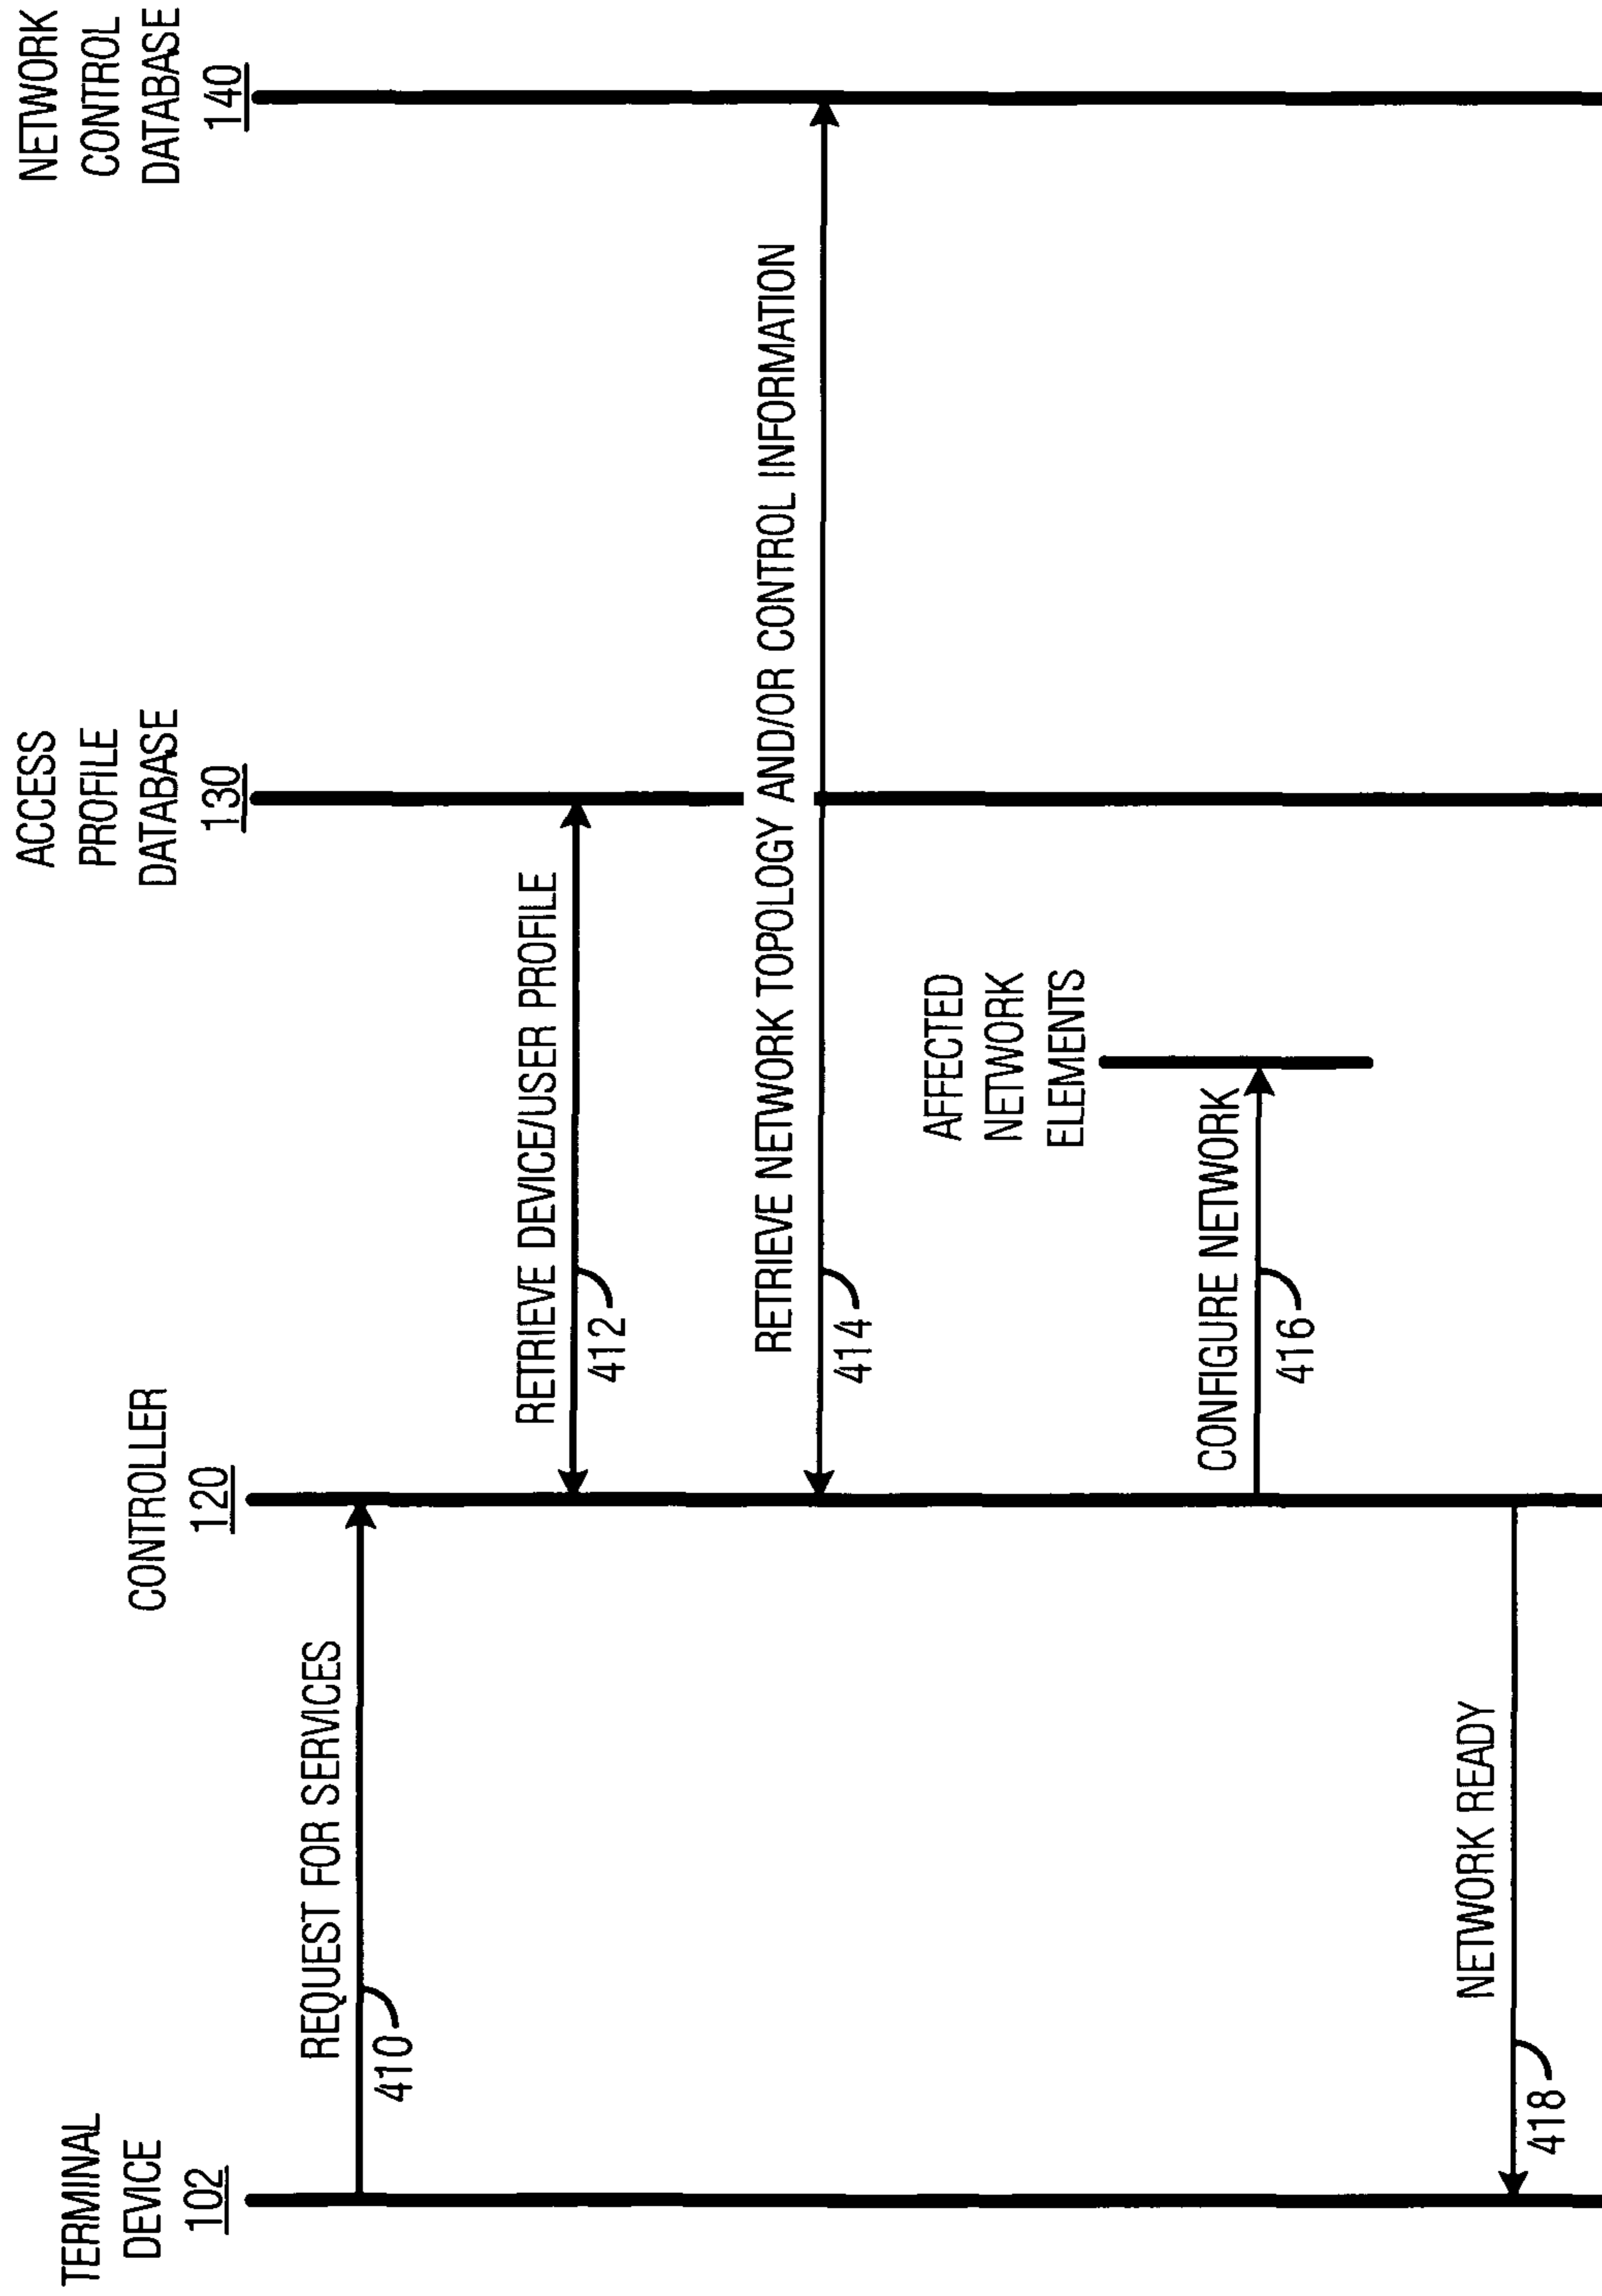 TERMINAL
DEVICE
102
CONTROLLER
120
ACCESS
PROFILE
DATABASE
130
NETWORK
CONTROL
DATABASE
140
REQUEST FOR SERVICES
410
RETRIEVE DEVICE/USER PROFILE
412
RETRIEVE NETWORK TOPOLOGY AND/OR CONTROL INFORMATION
414
AFFECTED
NETWORK
ELEMENTS
CONFIGURE NETWORK
416
NETWORK READY
418